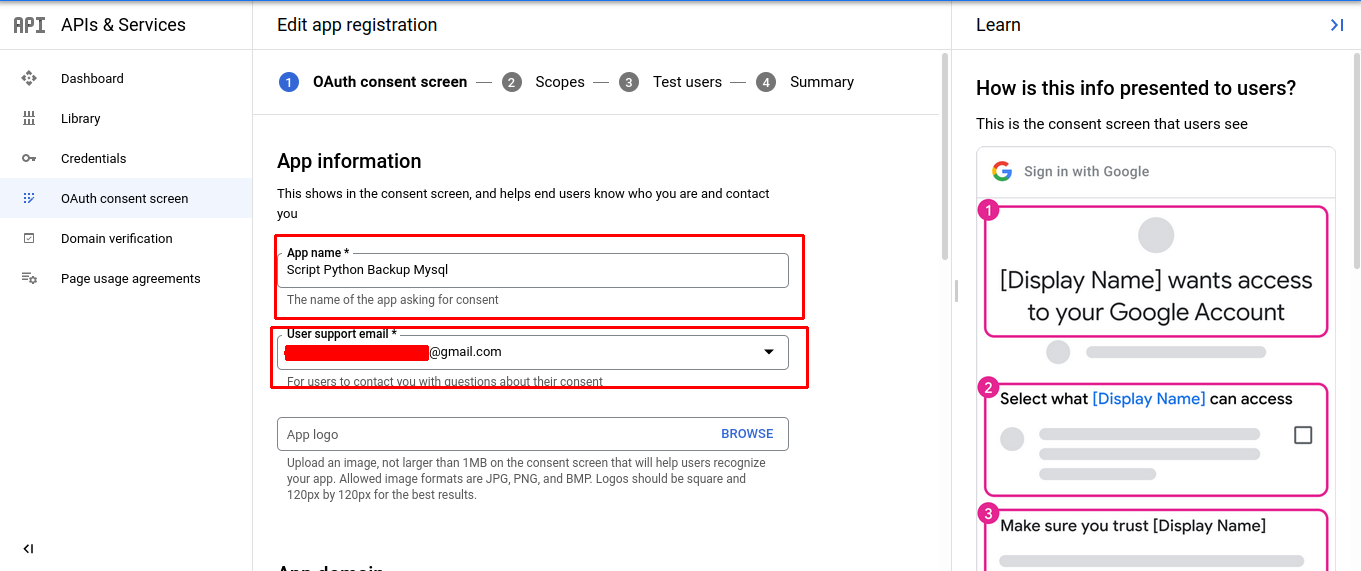 API APIs & Services
Edit app registration
Learn
Dashboard
Library
Credentials
OAuth consent screen
Domain verification
Page usage agreements
1 OAuth consent screen — 2 Scopes — 3 Test users — 4 Summary
App information
This shows in the consent screen, and helps end users know who you are and contact
you
App name *
Script Python Backup Mysql
The name of the app asking for consent
User support email *
@gmail.com
For users to contact you with questions about their consent
App logo
BROWSE
Upload an image, not larger than 1MB on the consent screen that will help users recognize
your app. Allowed image formats are JPG, PNG, and BMP. Logos should be square and
120px by 120px for the best results.
App domain
How is this info presented to users?
This is the consent screen that users see
G Sign in with Google
1
[Display Name] wants access
to your Google Account
2
Select what [Display Name] can access
3
Make sure you trust [Display Name]